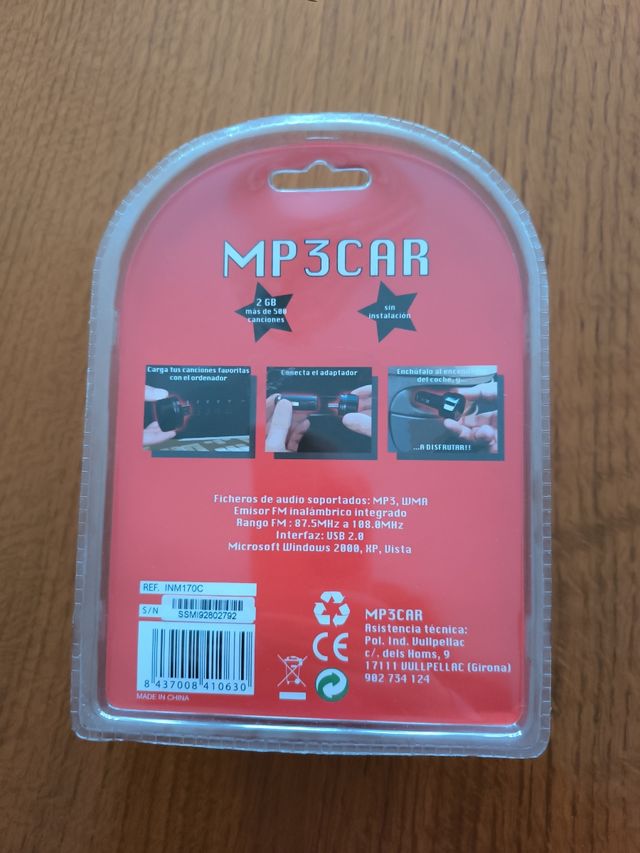 MP3CAR
2 GB
más de 500
canciones
sin
instalación
Carga tus canciones favoritas
con el ordenador
Conecta el adaptador
Enchúfalo al encendedor
del coche, y...
...A DISFRUTAR!!
Ficheros de audio soportados: MP3, WMA
Emisor FM inalámbrico integrado
Rango FM : 87.5MHz a 108.0MHz
Interfaz: USB 2.0
Microsoft Windows 2000, XP, Vista
REF. INM170C
S/N
SSMI92802792
8 437008 410630
MADE IN CHINA
CE
MP3CAR
Asistencia técnica:
Pol. Ind. Vullpellac
c/. dels Homs, 9
17111 VULLPELLAC (Girona)
902 734 124